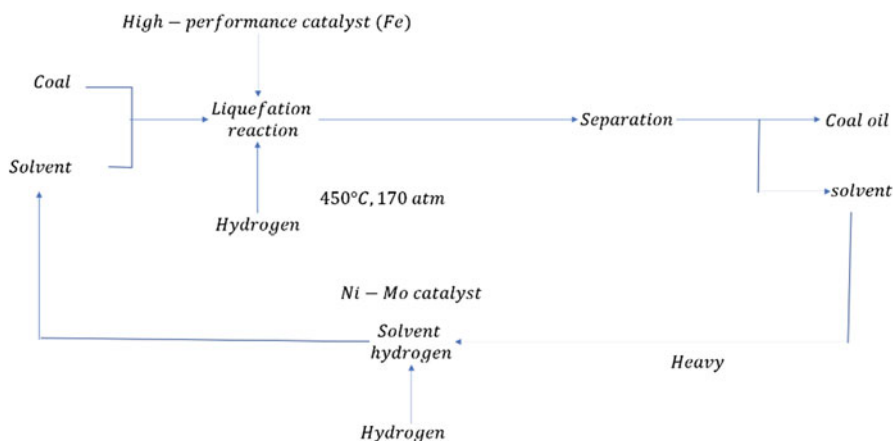 High – performance catalyst (Fe)
Coal
Liquefation
reaction
Separation
Coal oil
Solvent
solvent
450°C, 170 atm
Hydrogen
Ni – Mo catalyst
Solvent
hydrogen
Heavy
Hydrogen